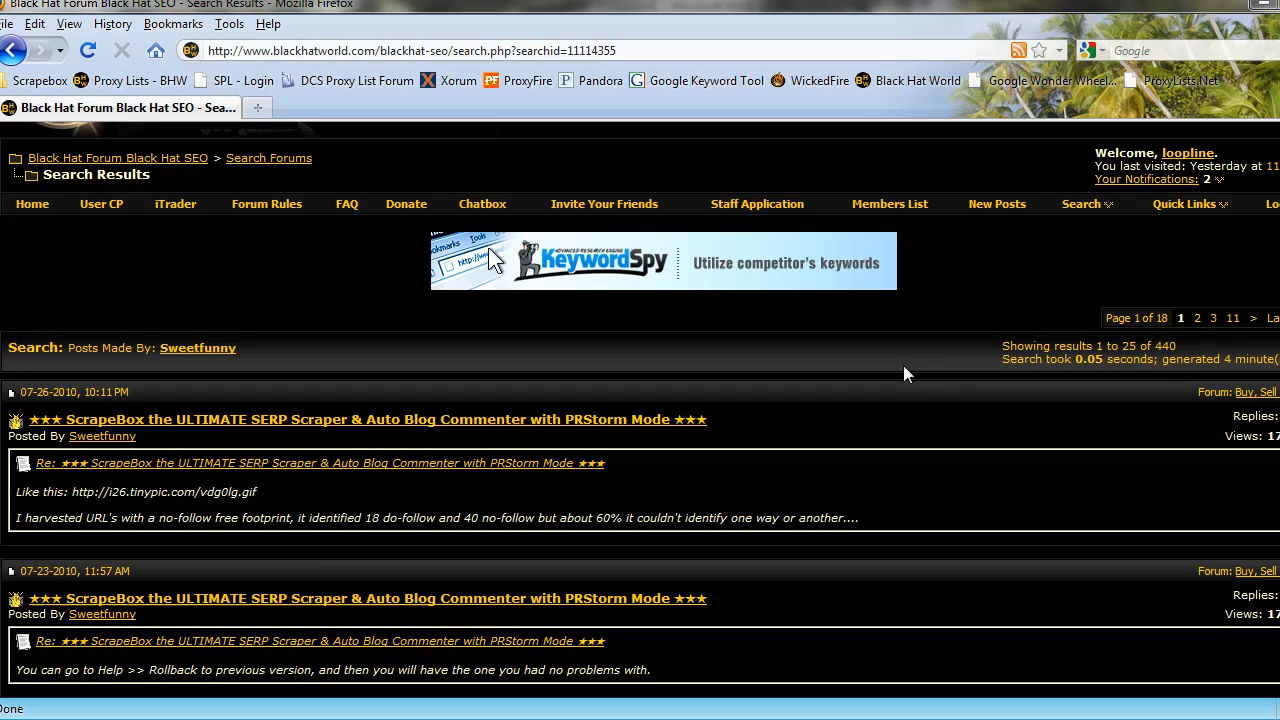 Black Hat Forum Black Hat SEO - Search Results - Mozilla Firefox
File Edit View History Bookmarks Tools Help
http://www.blackhatworld.com/blackhat-seo/search.php?searchid=11114355 Google
Scrapebox Proxy Lists - BHW SPL - Login DCS Proxy List Forum Xorum ProxyFire Pandora Google Keyword Tool WickedFire Black Hat World Google Wonder Wheel... ProxyLists.Net
Black Hat Forum Black Hat SEO - Sea...
Black Hat Forum Black Hat SEO > Search Forums
Search Results
Welcome, loopline.
You last visited: Yesterday at 11
Your Notifications: 2
Home User CP iTrader Forum Rules FAQ Donate Chatbox Invite Your Friends Staff Application Members List New Posts Search Quick Links Lo
okmarks Tools
http://www.
ADVANCED RESEARCH ENGINE
KeywordSpy
Utilize competitor's keywords
Page 1 of 18 1 2 3 11 > La
Search: Posts Made By: Sweetfunny
Showing results 1 to 25 of 440
Search took 0.05 seconds; generated 4 minute(
07-26-2010, 10:11 PM Forum: Buy, Sell
★★★ ScrapeBox the ULTIMATE SERP Scraper & Auto Blog Commenter with PRStorm Mode ★★★
Replies:
Posted By Sweetfunny
Views: 17
Re: ★★★ ScrapeBox the ULTIMATE SERP Scraper & Auto Blog Commenter with PRStorm Mode ★★★
Like this: http://i26.tinypic.com/vdg0lg.gif
I harvested URL's with a no-follow free footprint, it identified 18 do-follow and 40 no-follow but about 60% it couldn't identify one way or another....
07-23-2010, 11:57 AM Forum: Buy, Sell
★★★ ScrapeBox the ULTIMATE SERP Scraper & Auto Blog Commenter with PRStorm Mode ★★★
Replies:
Posted By Sweetfunny
Views: 17
Re: ★★★ ScrapeBox the ULTIMATE SERP Scraper & Auto Blog Commenter with PRStorm Mode ★★★
You can go to Help >> Rollback to previous version, and then you will have the one you had no problems with.
Done